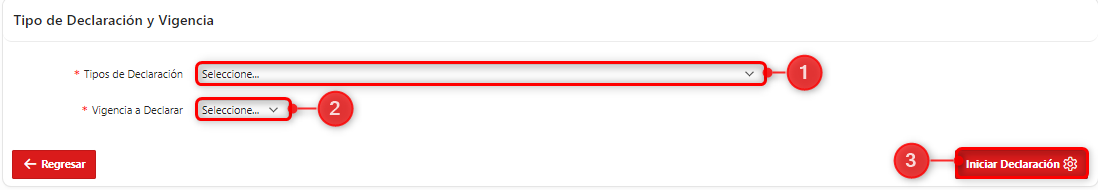 Tipo de Declaración y Vigencia
* Tipos de Declaración Seleccione... 1
* Vigencia a Declarar Seleccione... 2
← Regresar 3 Iniciar Declaración